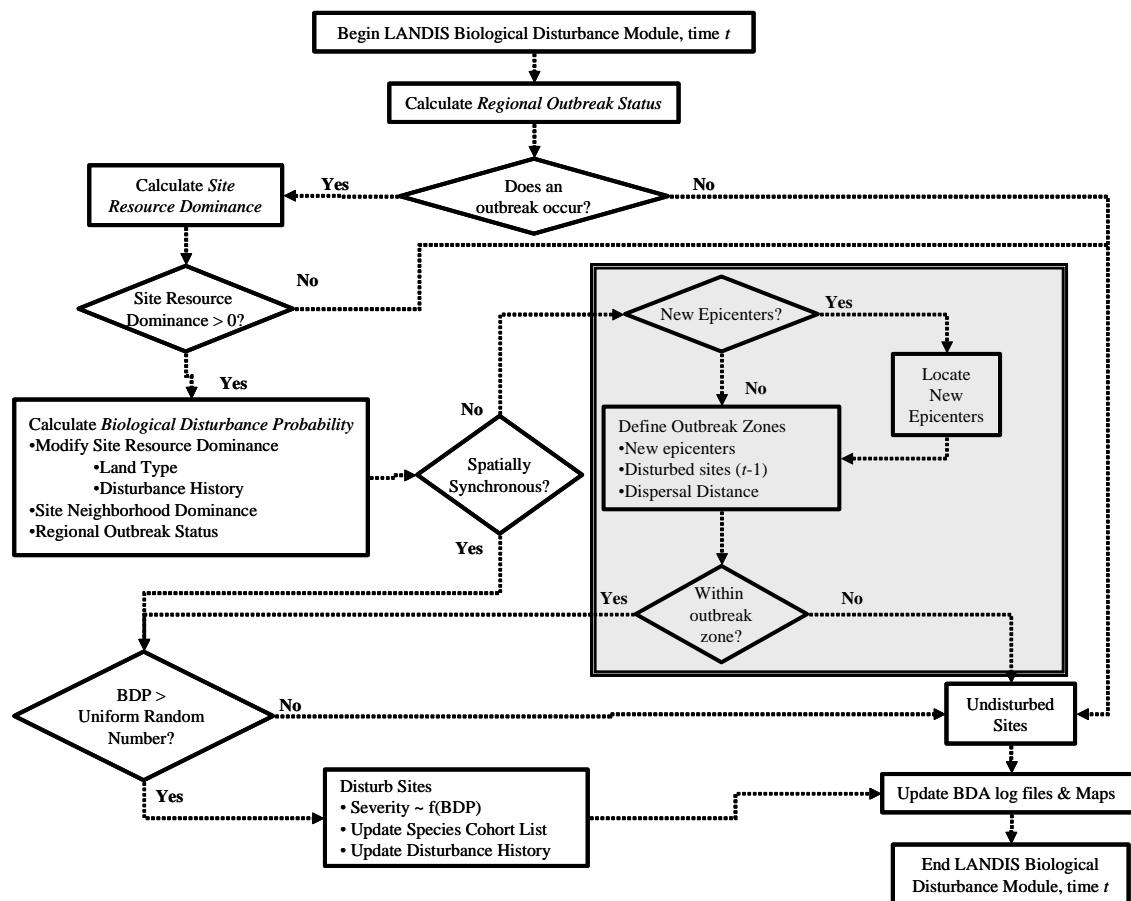 Begin LANDIS Biological Disturbance Module, time t
Calculate Regional Outbreak Status
Does an
outbreak occur?
Yes
No
Calculate Site
Resource Dominance
Site Resource
Dominance > 0?
No
Yes
Calculate Biological Disturbance Probability
•Modify Site Resource Dominance
•Land Type
•Disturbance History
•Site Neighborhood Dominance
•Regional Outbreak Status
Spatially
Synchronous?
No
Yes
New Epicenters?
Yes
No
Locate
New
Epicenters
Define Outbreak Zones
•New epicenters
•Disturbed sites (t-1)
•Dispersal Distance
Within
outbreak
zone?
Yes
No
BDP >
Uniform Random
Number?
No
Yes
Undisturbed
Sites
Disturb Sites
• Severity ~ f(BDP)
• Update Species Cohort List
• Update Disturbance History
Update BDA log files & Maps
End LANDIS Biological
Disturbance Module, time t